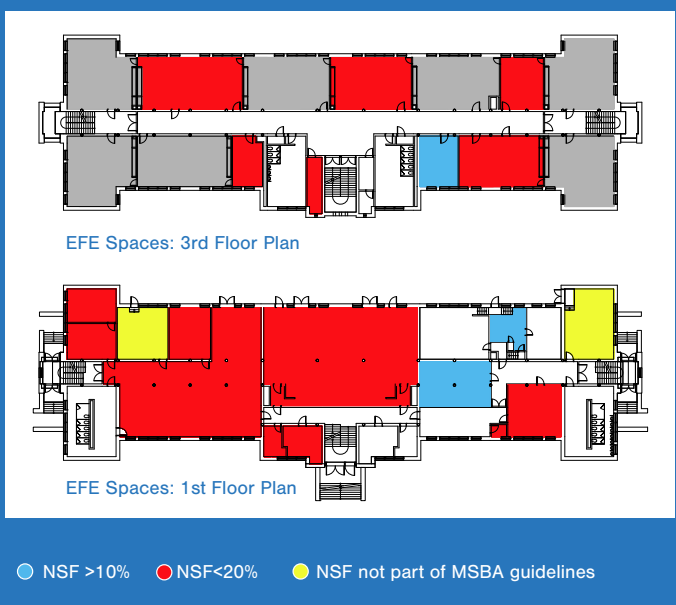 EFE Spaces: 3rd Floor Plan
EFE Spaces: 1st Floor Plan
NSF >10% NSF<20% NSF not part of MSBA guidelines